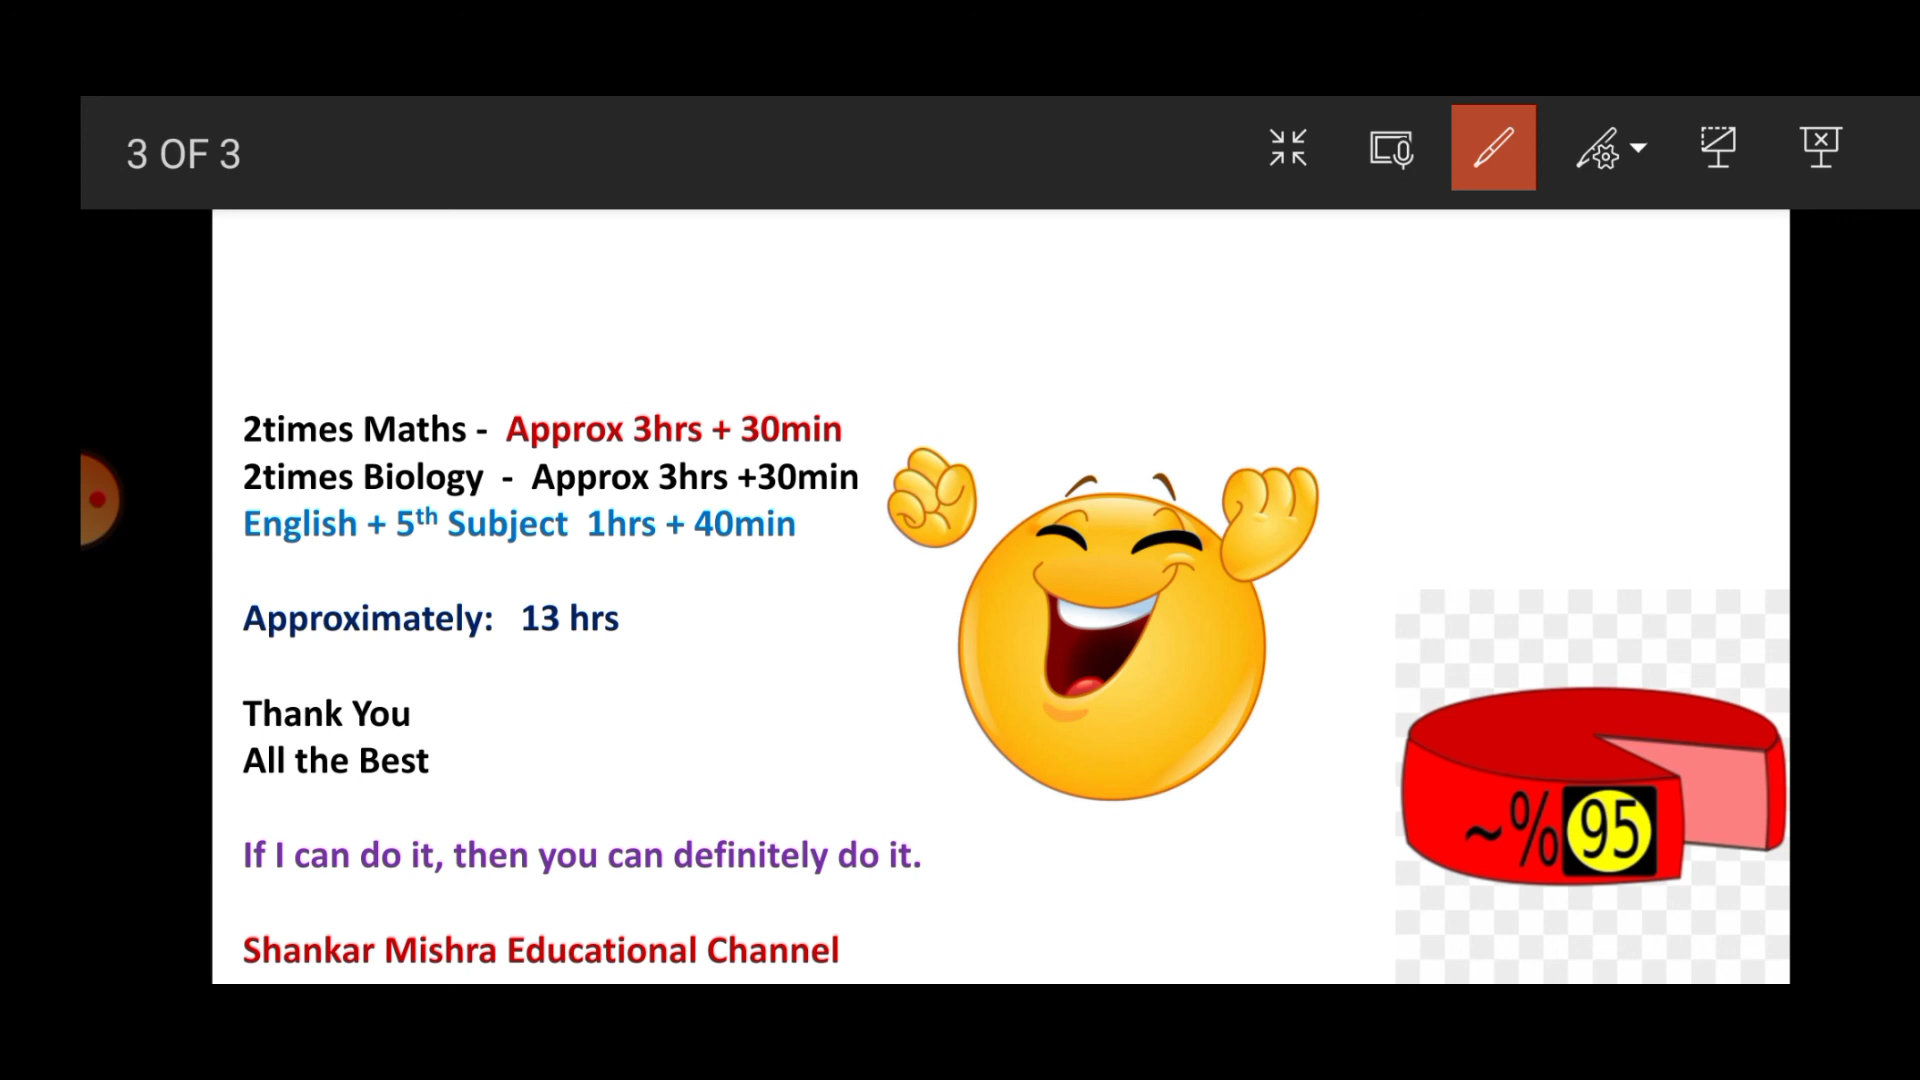 3 OF 3
2times Maths - Approx 3hrs + 30min
2times Biology - Approx 3hrs +30min
English + 5th Subject 1hrs + 40min
Approximately: 13 hrs
Thank You
All the Best
If I can do it, then you can definitely do it.
Shankar Mishra Educational Channel
~%95